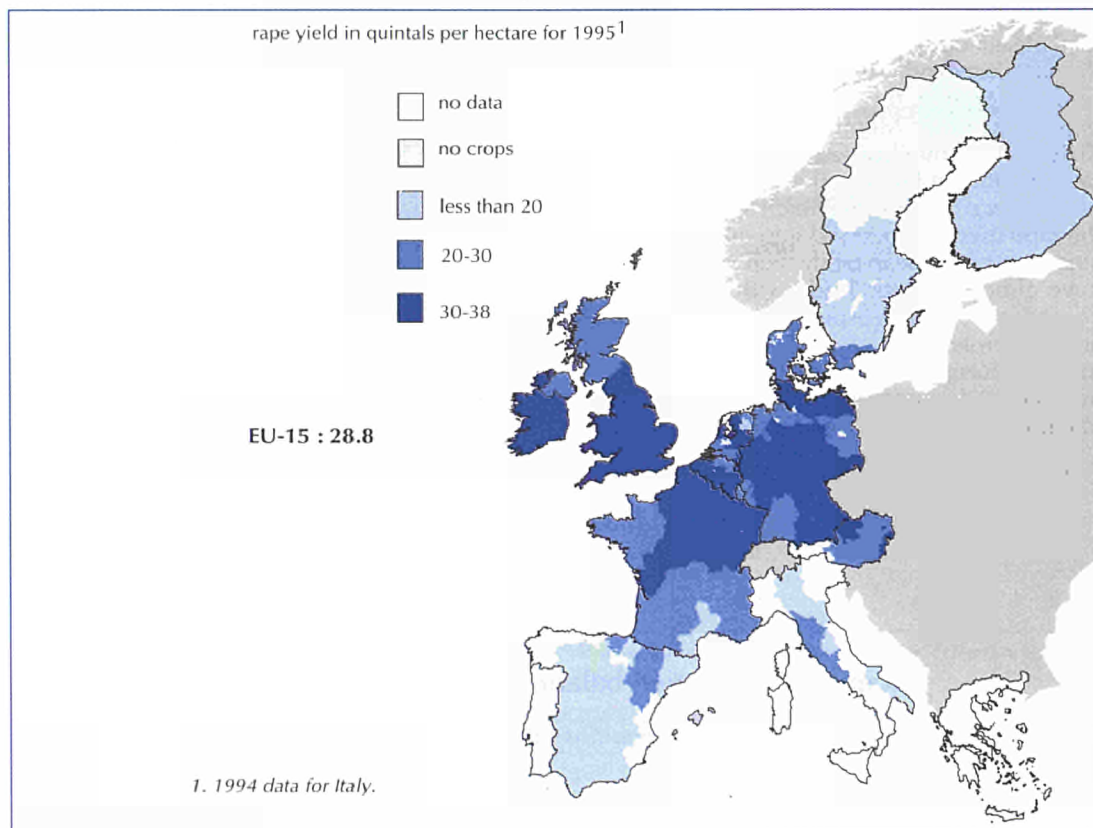 rape yield in quintals per hectare for 1995¹
no data
no crops
less than 20
20-30
30-38
EU-15 : 28.8
1. 1994 data for Italy.